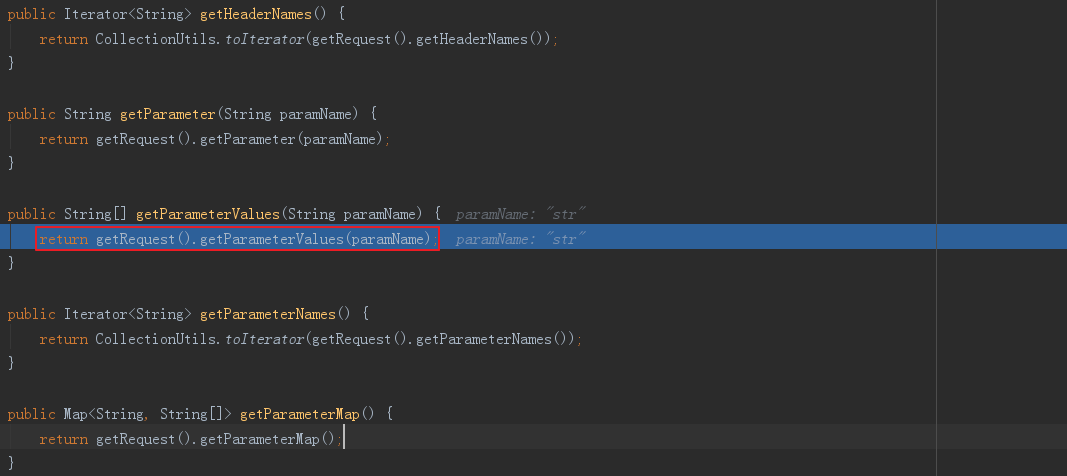 public Iterator<String> getHeaderNames() {
return CollectionUtils.toIterator(getRequest().getHeaderNames());
}
public String getParameter(String paramName) {
return getRequest().getParameter(paramName);
}
public String[] getParameterValues(String paramName) { paramName: "str"
return getRequest().getParameterValues(paramName); paramName: "str"
}
public Iterator<String> getParameterNames() {
return CollectionUtils.toIterator(getRequest().getParameterNames());
}
public Map<String, String[]> getParameterMap() {
return getRequest().getParameterMap();
}